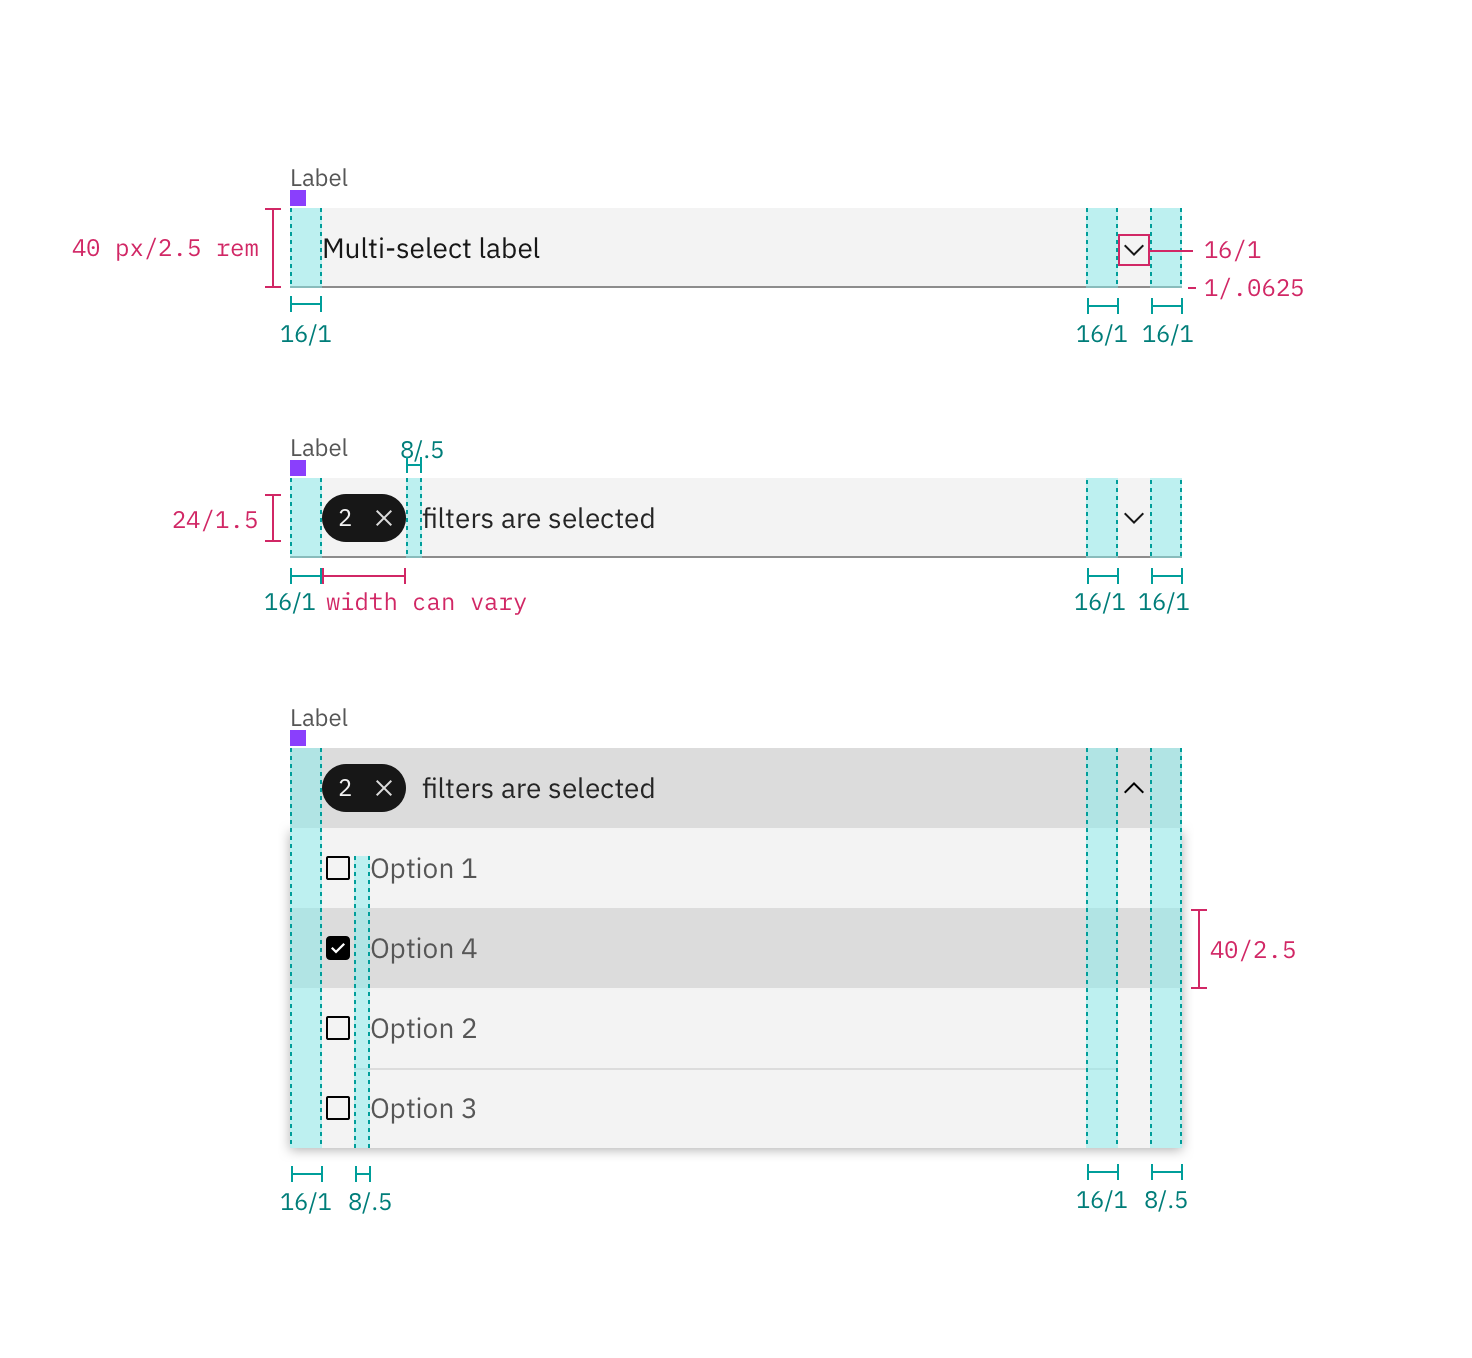 Label
Multi-select label
40 px/2.5 rem
16/1
1/.0625
16/1
16/1
16/1
Label
8/.5
24/1.5
2
filters are selected
16/1
width can vary
16/1
16/1
Label
2
filters are selected
Option 1
Option 4
40/2.5
Option 2
Option 3
16/1
8/.5
16/1
8/.5